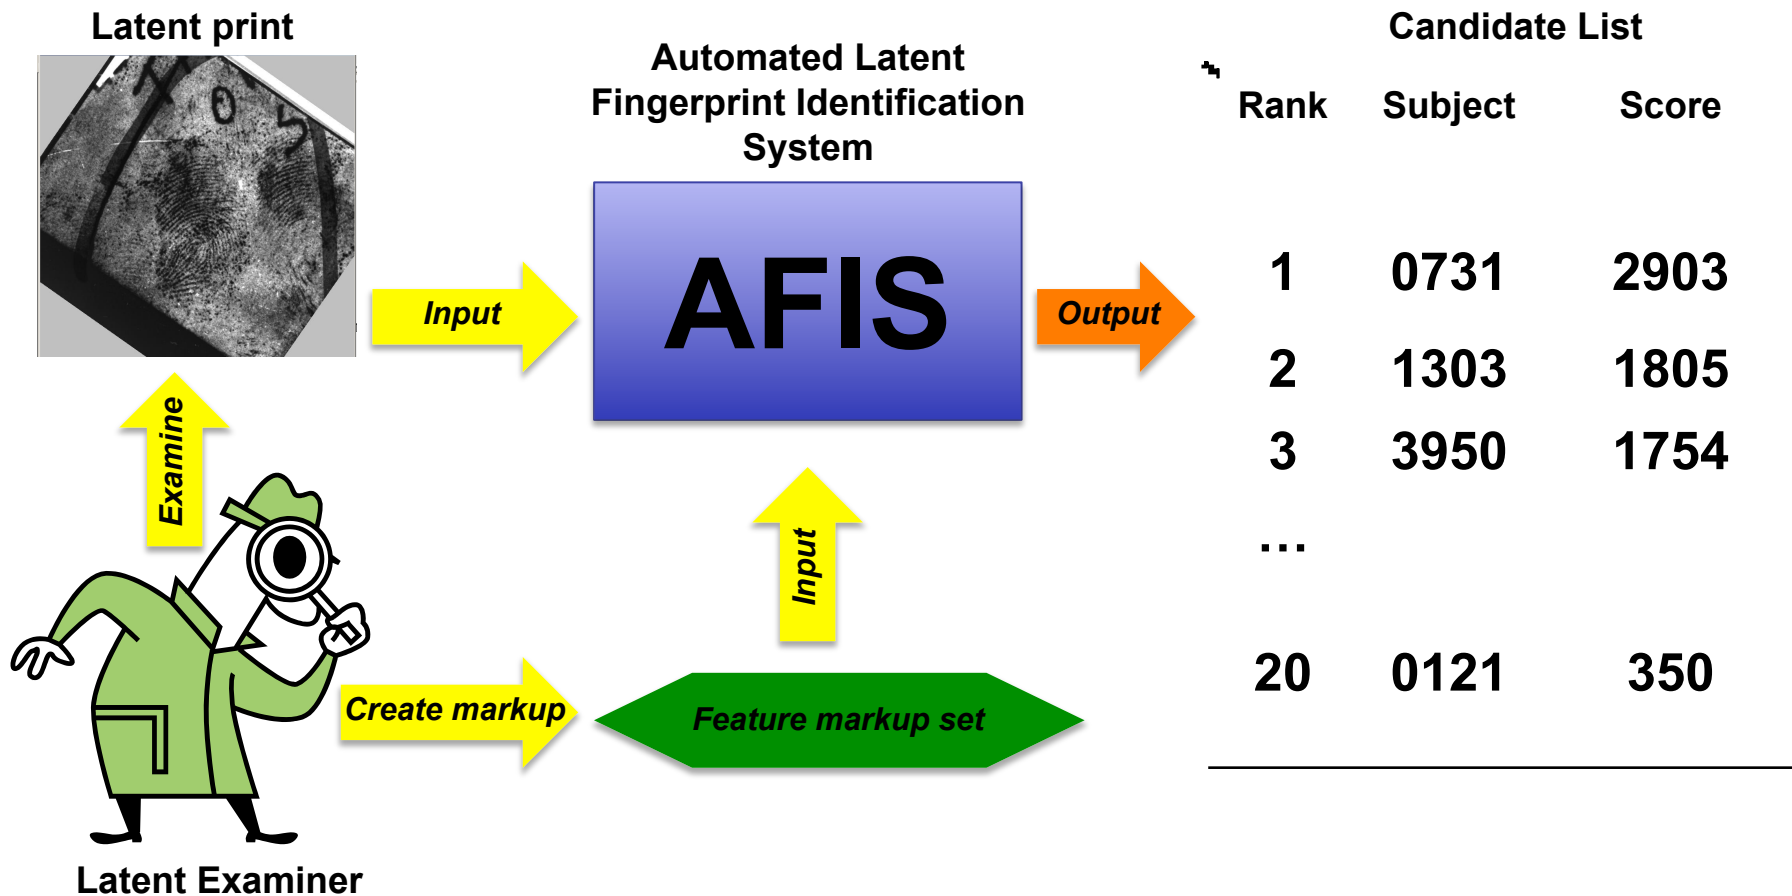 Latent print
Automated Latent
Fingerprint Identification
System
AFIS
Input
Output
Examine
Input
Create markup
Feature markup set
Latent Examiner
Candidate List
Rank Subject Score
1 0731 2903
2 1303 1805
3 3950 1754
...
20 0121 350